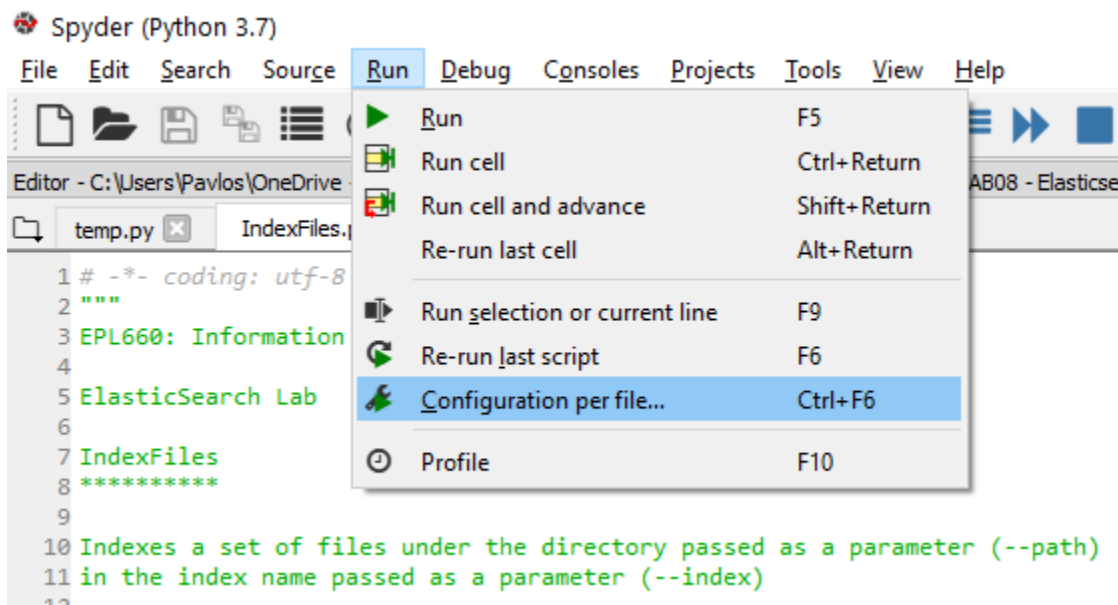 Spyder (Python 3.7)
File Edit Search Source Run Debug Consoles Projects Tools View Help
Run F5
Run cell Ctrl+Return
Editor - C:\Users\Pavlos\OneDrive - AB08 - Elasticse
Run cell and advance Shift+Return
temp.py IndexFiles.p
Re-run last cell Alt+Return
1 # -*- coding: utf-8
2 """
Run selection or current line F9
3 EPL660: Information
Re-run last script F6
4
5 ElasticSearch Lab
Configuration per file... Ctrl+F6
6
7 IndexFiles
Profile F10
8 **********
9
10 Indexes a set of files under the directory passed as a parameter (--path)
11 in the index name passed as a parameter (--index)
12